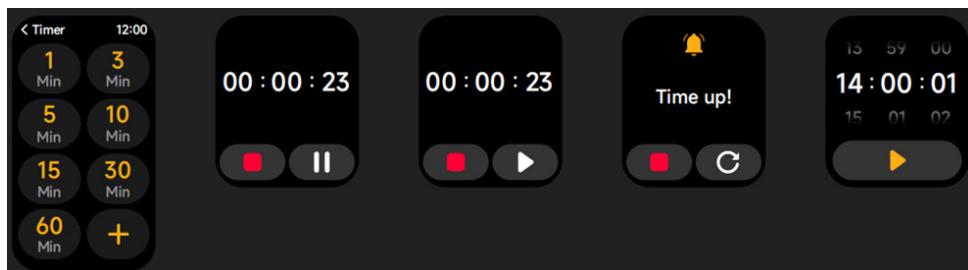 < Timer 12:00
1 3
Min Min
5 10
Min Min
15 30
Min Min
60 +
Min
00 : 00 : 23
00 : 00 : 23
Time up!
13 59 00
14 : 00 : 01
15 01 02